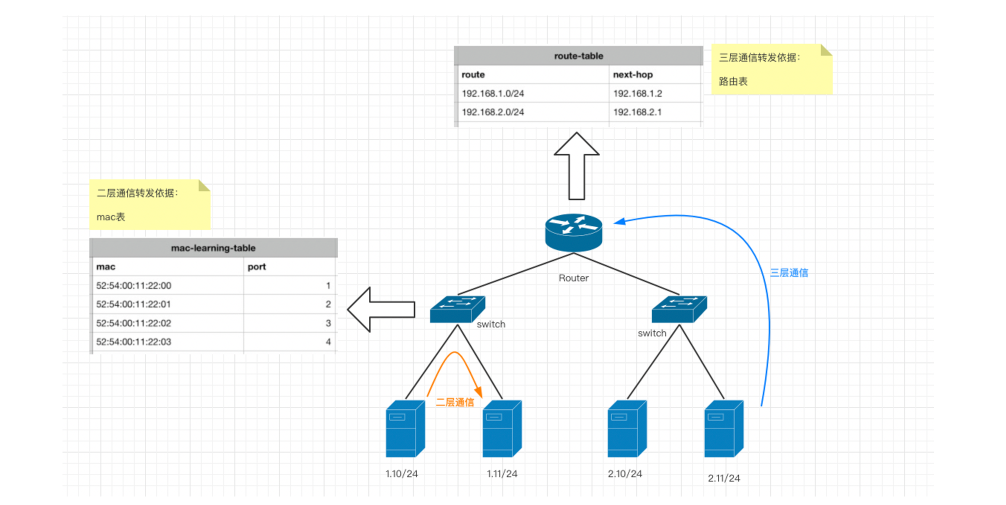 route-table
route next-hop
192.168.1.0/24 192.168.1.2
192.168.2.0/24 192.168.2.1
三层通信转发依据：
路由表
二层通信转发依据：
mac表
mac-learning-table
mac port
52:54:00:11:22:00 1
52:54:00:11:22:01 2
52:54:00:11:22:02 3
52:54:00:11:22:03 4
Router
三层通信
switch
switch
二层通信
1.10/24
1.11/24
2.10/24
2.11/24